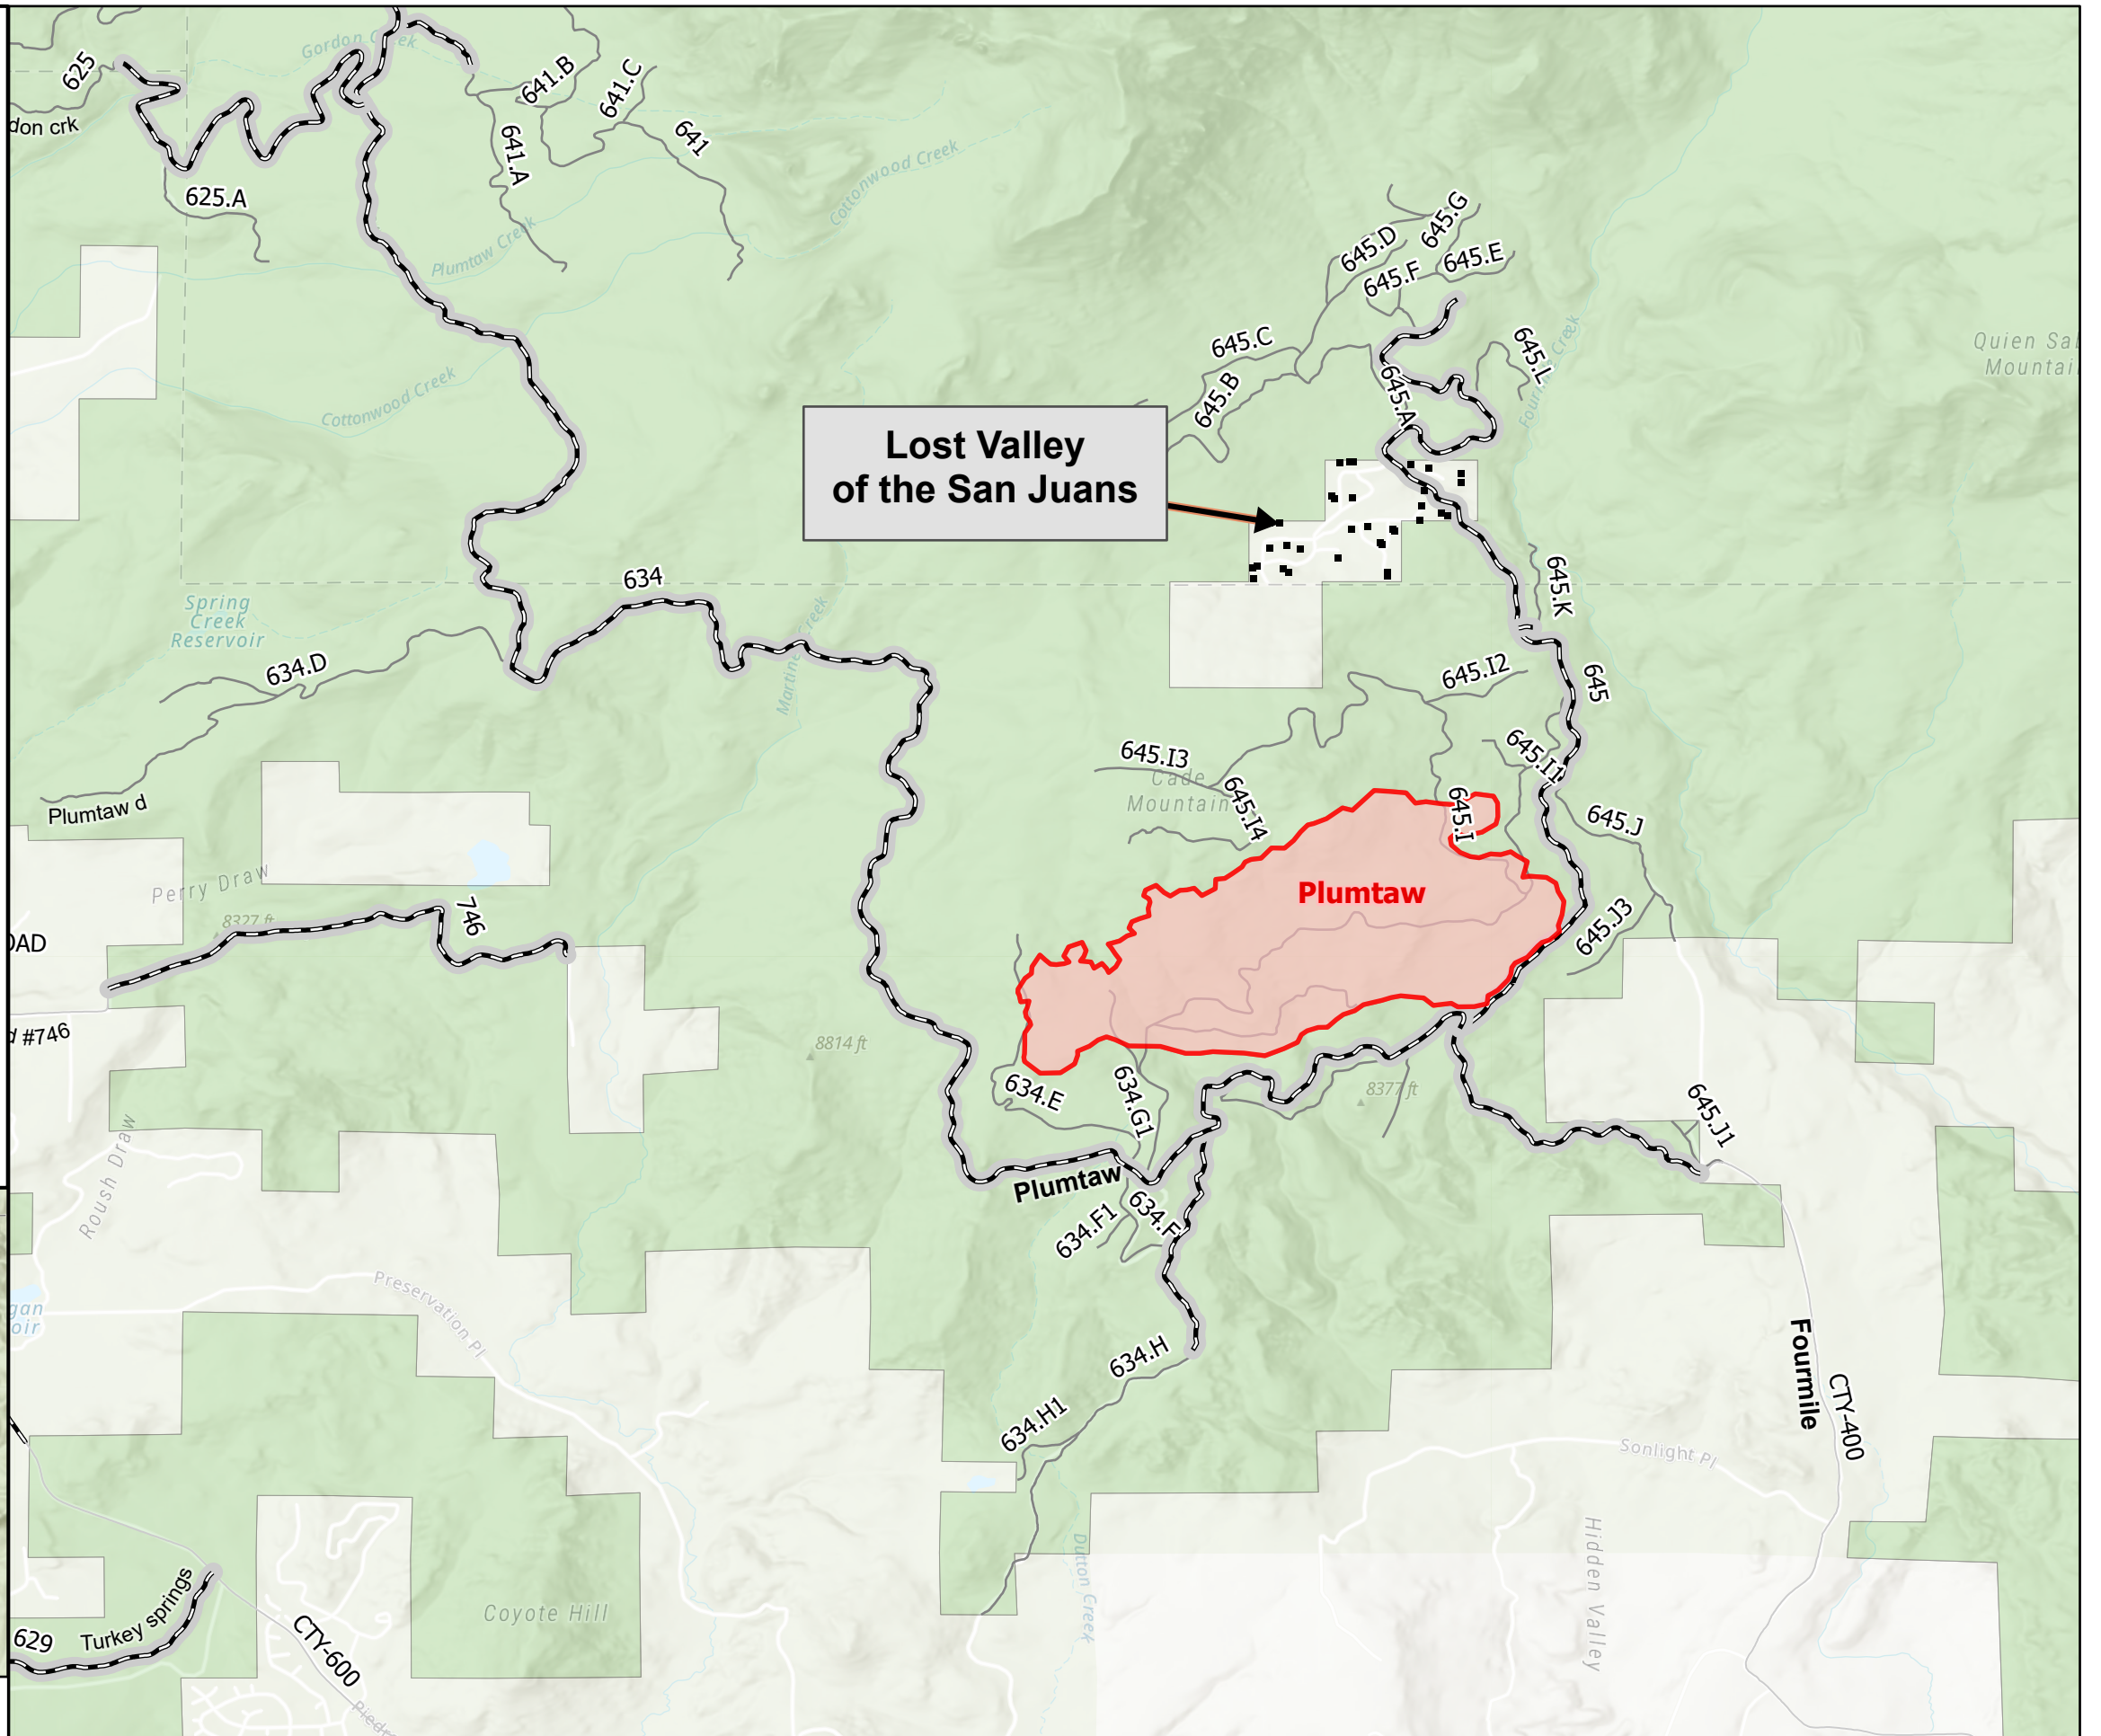 Gordon Creek
625
don crk
625.A
641.B
641.C
641.A
641
Cottonwood Creek
Plumtaw Creek
Cottonwood Creek
645.G
645.D
645.E
645.F
645.C
645.B
645.A
645.L
Quien Sa
Mountai
Lost Valley
of the San Juans
634
Spring
Creek
Reservoir
634.D
645.K
645
645.I2
645.I3
645.I1
Cade
Mountain
645.I4
645.I
645.J
Plumtaw d
Perry Draw
8327 ft
746
OAD
d #746
Plumtaw
645.J3
8814 ft
634.E
634.G1
8377 ft
645.J1
Roush Draw
Plumtaw
634.F1
634.F
Preservation Pl
gan
oir
634.H
634.H1
Fourmile
CTY-400
Sonlight Pl
Hidden Valley
Dutton Creek
Coyote Hill
Turkey springs
629
CTY-600